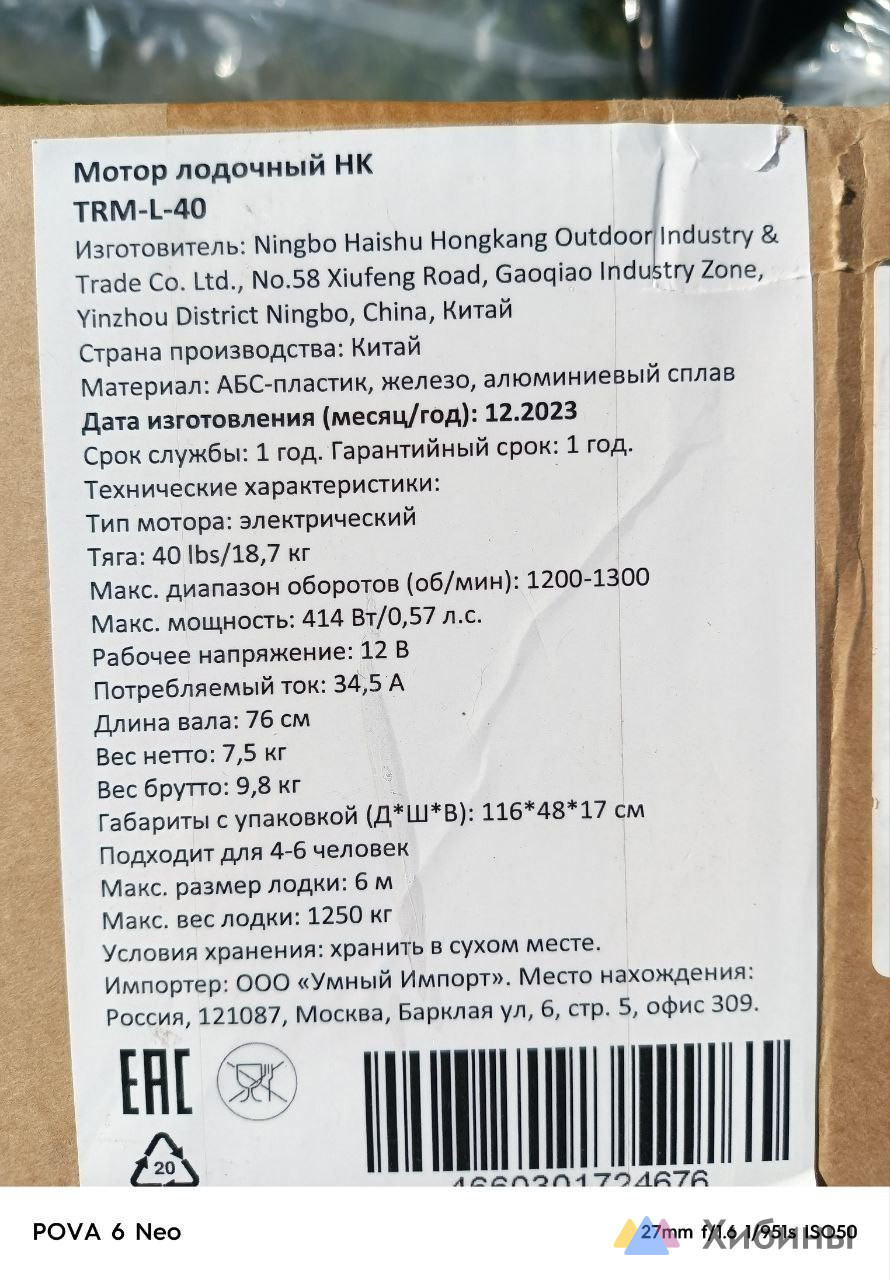 Мотор лодочный НК
TRM-L-40
Изготовитель: Ningbo Haishu Hongkang Outdoor Industry &
Trade Co. Ltd., No.58 Xiufeng Road, Gaoqiao Industry Zone,
Yinzhou District Ningbo, China, Китай
Страна производства: Китай
Материал: АБС-пластик, железо, алюминиевый сплав
Дата изготовления (месяц/год): 12.2023
Срок службы: 1 год. Гарантийный срок: 1 год.
Технические характеристики:
Тип мотора: электрический
Тяга: 40 lbs/18,7 кг
Макс. диапазон оборотов (об/мин): 1200-1300
Макс. мощность: 414 Вт/0,57 л.с.
Рабочее напряжение: 12 В
Потребляемый ток: 34,5 А
Длина вала: 76 см
Вес нетто: 7,5 кг
Вес брутто: 9,8 кг
Габариты с упаковкой (Д*Ш*В): 116*48*17 см
Подходит для 4-6 человек
Макс. размер лодки: 6 м
Макс. вес лодки: 1250 кг
Условия хранения: хранить в сухом месте.
Импортер: ООО «Умный Импорт». Место нахождения:
Россия, 121087, Москва, Барклая ул, 6, стр. 5, офис 309.
EAC
20
4660301724676
POVA 6 Neo
27mm f/1.6 1/951s ISO50
Хибины